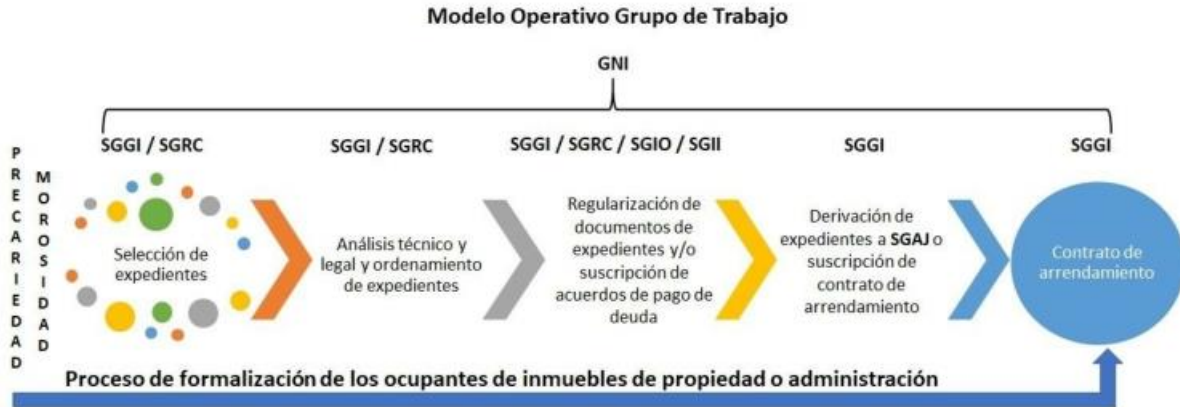 Modelo Operativo Grupo de Trabajo
GNI
PRECARIEDAD
MOROSIDAD
SGGI / SGRC
SGGI / SGRC
SGGI / SGRC / SGIO / SGII
SGGI
SGGI
Selección de
expedientes
Análisis técnico y
legal y ordenamiento
de expedientes
Regularización de
documentos de
expedientes y/o
suscripción de
acuerdos de pago de
deuda
Derivación de
expedientes a SGAJ o
suscripción de
contrato de
arrendamiento
Contrato de
arrendamiento
Proceso de formalización de los ocupantes de inmuebles de propiedad o administración